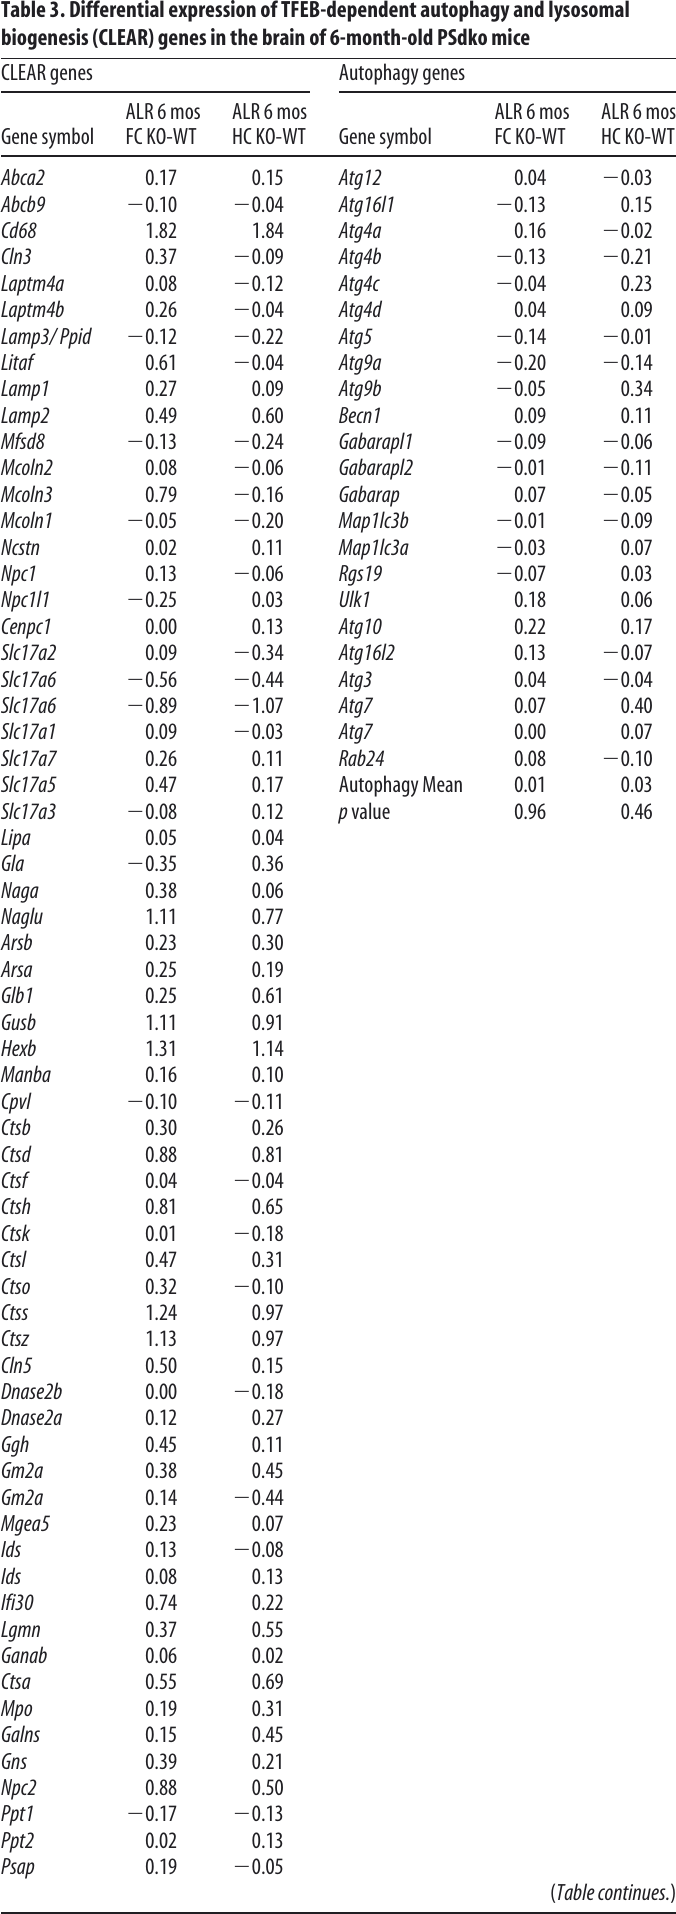 Table 3. Differential expression of TFEB-dependent autophagy and lysosomal
biogenesis (CLEAR) genes in the brain of 6-month-old PSdko mice
CLEAR genes Autophagy genes
ALR 6 mos ALR 6 mos ALR 6 mos ALR 6 mos
Gene symbol FC KO-WT HC KO-WT Gene symbol FC KO-WT HC KO-WT
Abca2 0.17 0.15 Atg12 0.04 −0.03
Abcb9 −0.10 −0.04 Atg16l1 −0.13 0.15
Cd68 1.82 1.84 Atg4a 0.16 −0.02
Cln3 0.37 −0.09 Atg4b −0.13 −0.21
Laptm4a 0.08 −0.12 Atg4c −0.04 0.23
Laptm4b 0.26 −0.04 Atg4d 0.04 0.09
Lamp3/Ppid −0.12 −0.22 Atg5 −0.14 −0.01
Litaf 0.61 −0.04 Atg9a −0.20 −0.14
Lamp1 0.27 0.09 Atg9b −0.05 0.34
Lamp2 0.49 0.60 Becn1 0.09 0.11
Mfsd8 −0.13 −0.24 Gabarapl1 −0.09 −0.06
Mcoln2 0.08 −0.06 Gabarapl2 −0.01 −0.11
Mcoln3 0.79 −0.16 Gabarap 0.07 −0.05
Mcoln1 −0.05 −0.20 Map1lc3b −0.01 −0.09
Ncstn 0.02 0.11 Map1lc3a −0.03 0.07
Npc1 0.13 −0.06 Rgs19 −0.07 0.03
Npc1l1 −0.25 0.03 Ulk1 0.18 0.06
Cenpc1 0.00 0.13 Atg10 0.22 0.17
Slc17a2 0.09 −0.34 Atg16l2 0.13 −0.07
Slc17a6 −0.56 −0.44 Atg3 0.04 −0.04
Slc17a6 −0.89 −1.07 Atg7 0.07 0.40
Slc17a1 0.09 −0.03 Atg7 0.00 0.07
Slc17a7 0.26 0.11 Rab24 0.08 −0.10
Slc17a5 0.47 0.17 Autophagy Mean 0.01 0.03
Slc17a3 −0.08 0.12 p value 0.96 0.46
Lipa 0.05 0.04
Gla −0.35 0.36
Naga 0.38 0.06
Naglu 1.11 0.77
Arsb 0.23 0.30
Arsa 0.25 0.19
Glb1 0.25 0.61
Gusb 1.11 0.91
Hexb 1.31 1.14
Manba 0.16 0.10
Cpvl −0.10 −0.11
Ctsb 0.30 0.26
Ctsd 0.88 0.81
Ctsf 0.04 −0.04
Ctsh 0.81 0.65
Ctsk 0.01 −0.18
Ctsl 0.47 0.31
Ctso 0.32 −0.10
Ctss 1.24 0.97
Ctsz 1.13 0.97
Cln5 0.50 0.15
Dnase2b 0.00 −0.18
Dnase2a 0.12 0.27
Ggh 0.45 0.11
Gm2a 0.38 0.45
Gm2a 0.14 −0.44
Mgea5 0.23 0.07
Ids 0.13 −0.08
Ids 0.08 0.13
Ifi30 0.74 0.22
Lgmn 0.37 0.55
Ganab 0.06 0.02
Ctsa 0.55 0.69
Mpo 0.19 0.31
Galns 0.15 0.45
Gns 0.39 0.21
Npc2 0.88 0.50
Ppt1 −0.17 −0.13
Ppt2 0.02 0.13
Psap 0.19 −0.05
(Table continues.)